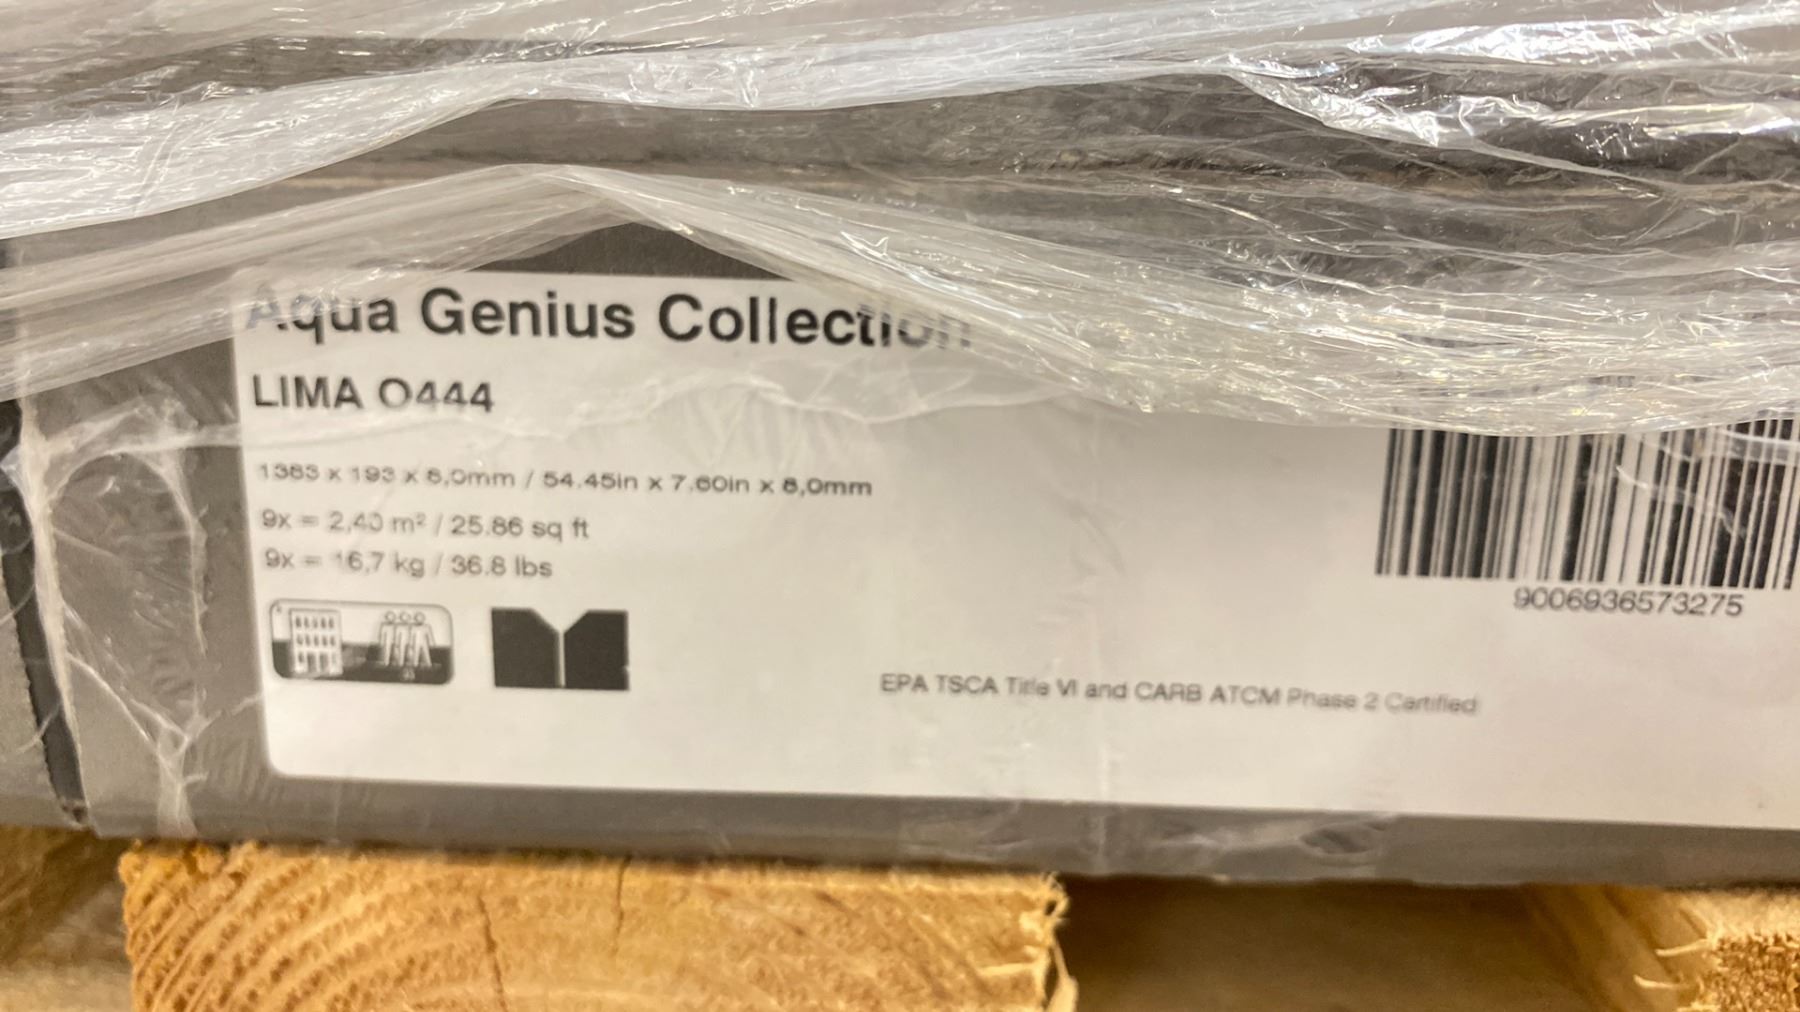 Aqua Genius Collection
LIMA O444
1383 x 193 x 8,0mm / 54.45in x 7.60in x 8,0mm
9x = 2,40 m² / 25.86 sq ft
9x = 16,7 kg / 36.8 lbs
9006936573275
EPA TSCA Title VI and CARB ATCM Phase 2 Certified